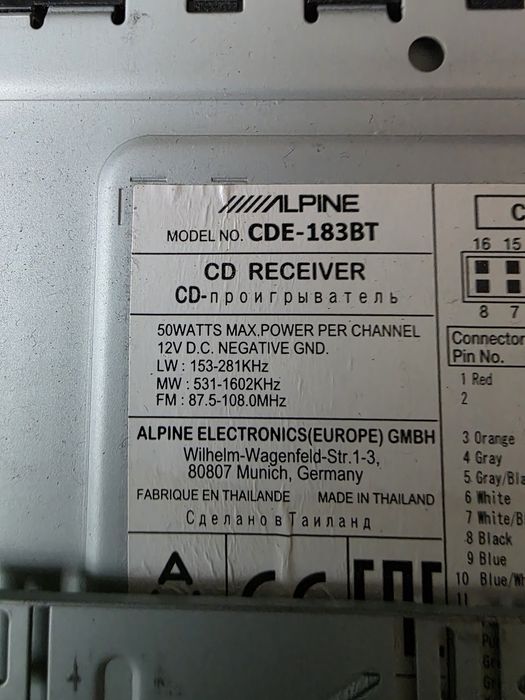 ALPINE
MODEL NO. CDE-183BT
CD RECEIVER
CD-проигрыватель
50WATTS MAX.POWER PER CHANNEL
12V D.C. NEGATIVE GND.
LW : 153-281KHz
MW : 531-1602KHz
FM : 87.5-108.0MHz
ALPINE ELECTRONICS(EUROPE) GMBH
Wilhelm-Wagenfeld-Str.1-3,
80807 Munich, Germany
FABRIQUE EN THAILANDE MADE IN THAILAND
Сделано в Таиланд
16 15
8 7
Connector
Pin No.
1 Red
2
3 Orange
4 Gray
5 Gray/Bla
6 White
7 White/B
8 Black
9 Blue
10 Blue/Wh
11